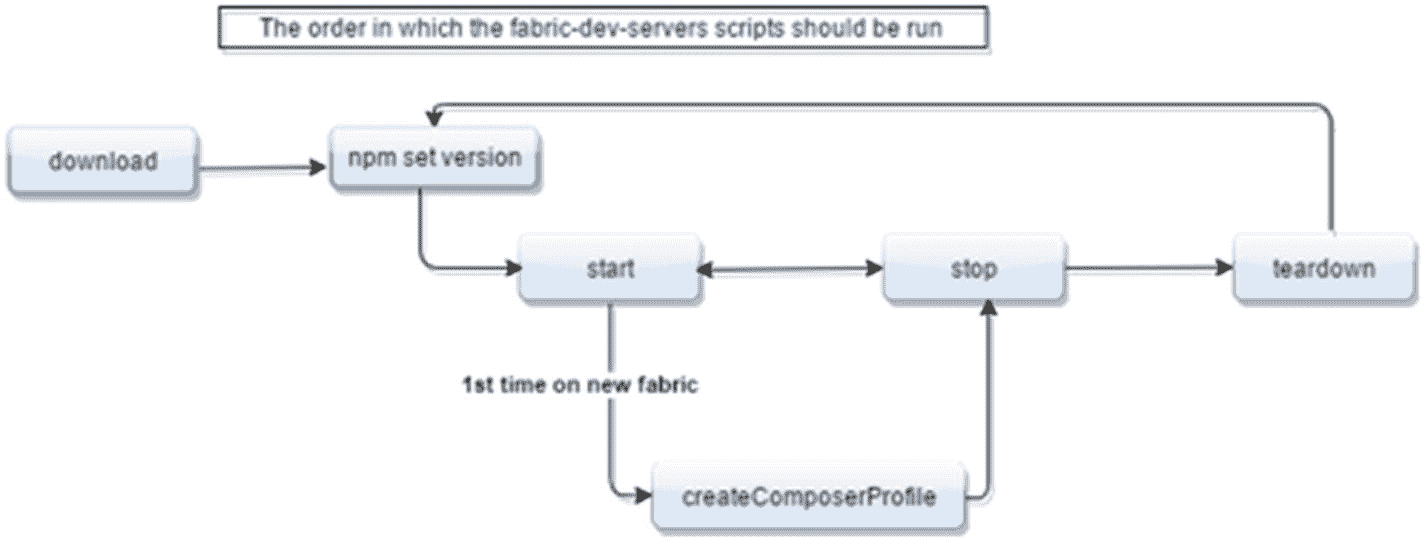 The order in which the fabric-dev-servers scripts should be run
download
npm set version
start
stop
teardown
1st time on new fabric
createComposerProfile